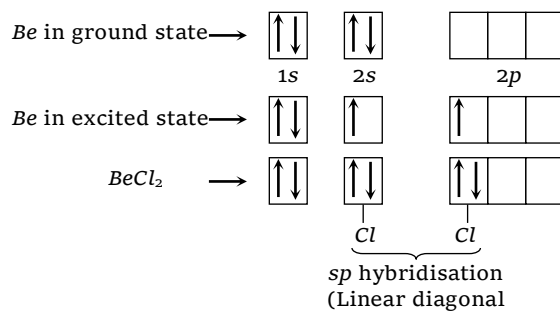 Be in ground state
1s 2s 2p
Be in excited state
BeCl₂
Cl Cl
sp hybridisation
(Linear diagonal